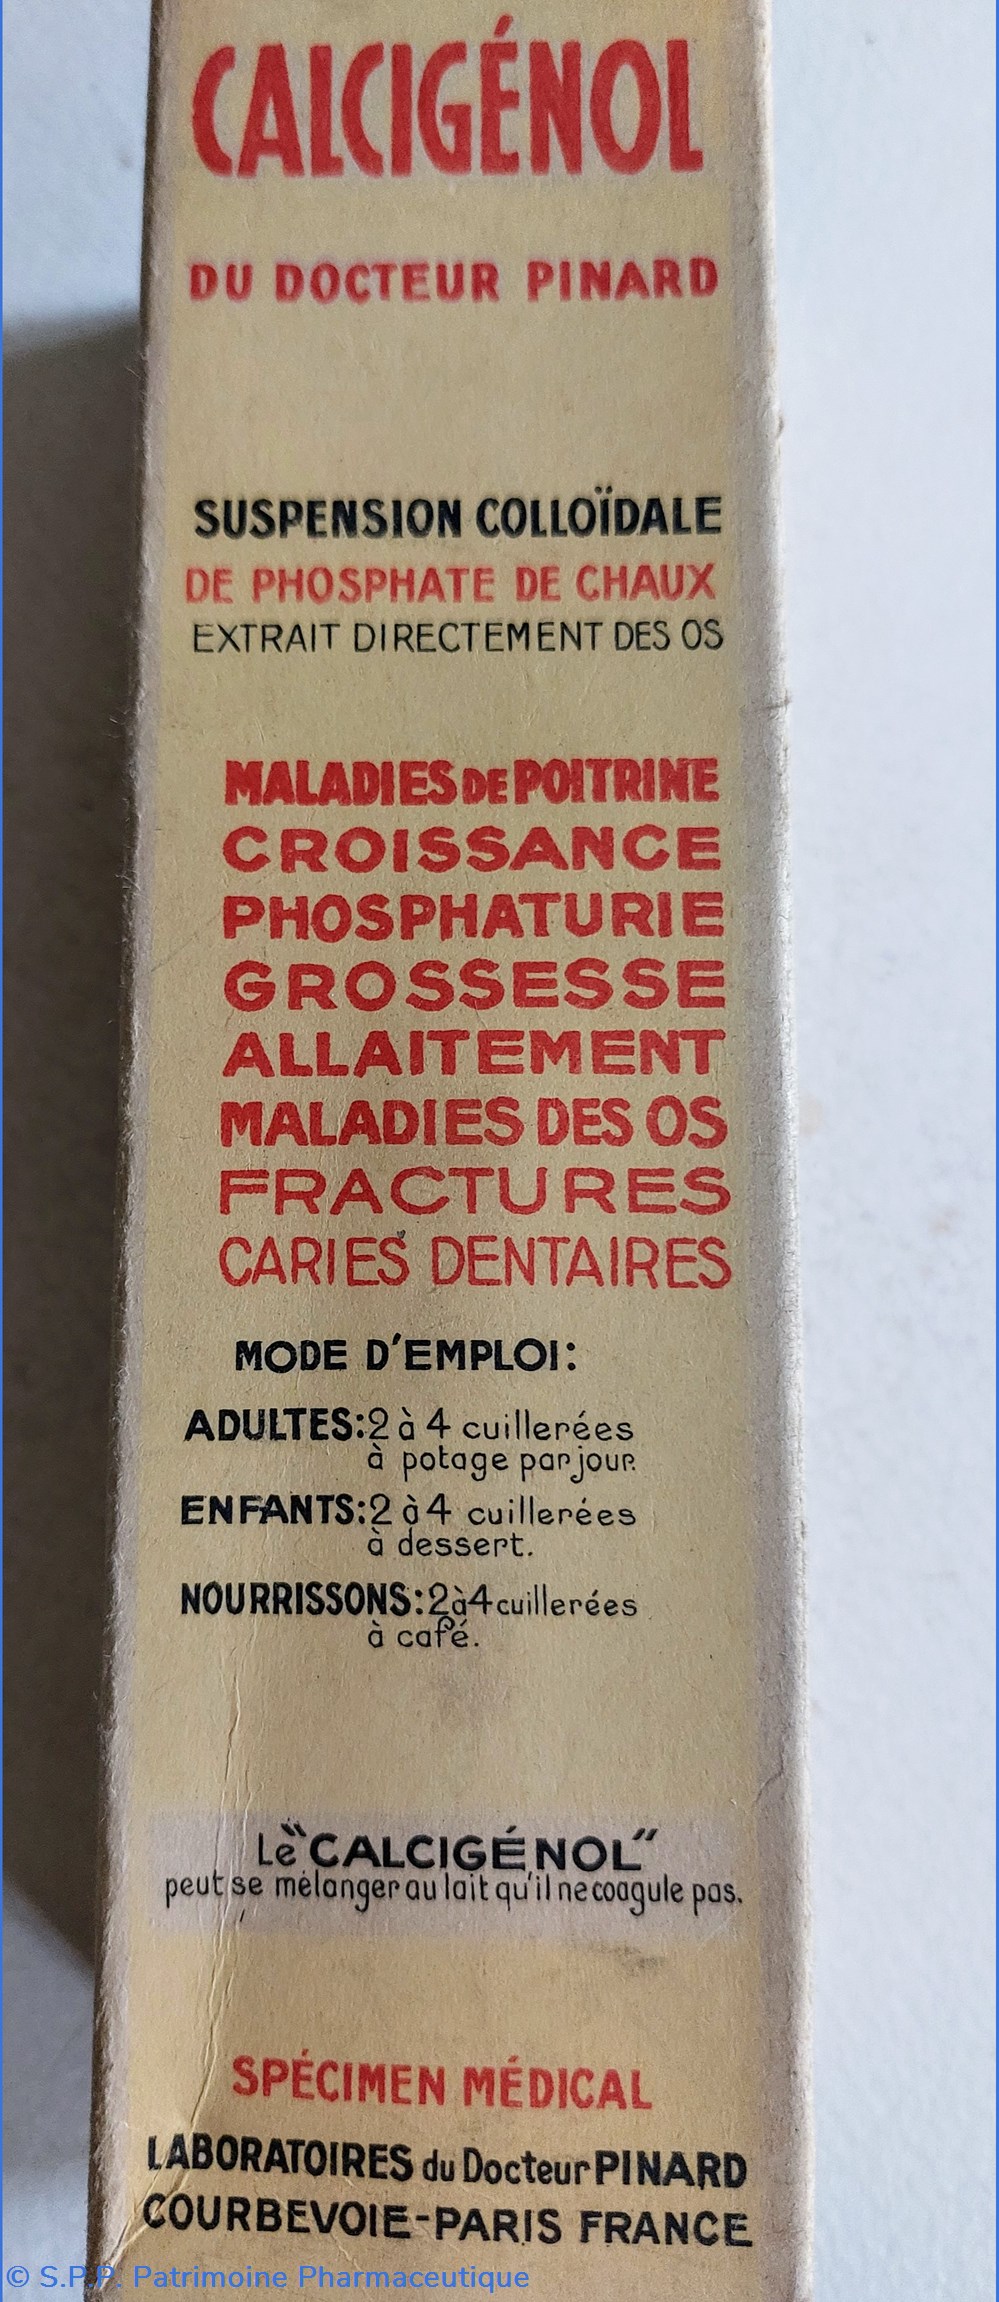 CALCIGÉNOL
DU DOCTEUR PINARD
SUSPENSION COLLOÏDALE
DE PHOSPHATE DE CHAUX
EXTRAIT DIRECTEMENT DES OS
MALADIES DE POITRINE
CROISSANCE
PHOSPHATURIE
GROSSESSE
ALLAITEMENT
MALADIES DES OS
FRACTURES
CARIES DENTAIRES
MODE D'EMPLOI:
ADULTES: 2 à 4 cuillerées
à potage par jour.
ENFANTS: 2 à 4 cuillerées
à dessert.
NOURRISSONS: 2 à 4 cuillerées
à café.
Le "CALCIGÉNOL"
peut se mélanger au lait qu'il ne coagule pas.
SPÉCIMEN MÉDICAL
LABORATOIRES du Docteur PINARD
COURBEVOIE-PARIS FRANCE
© S.P.P. Patrimoine Pharmaceutique